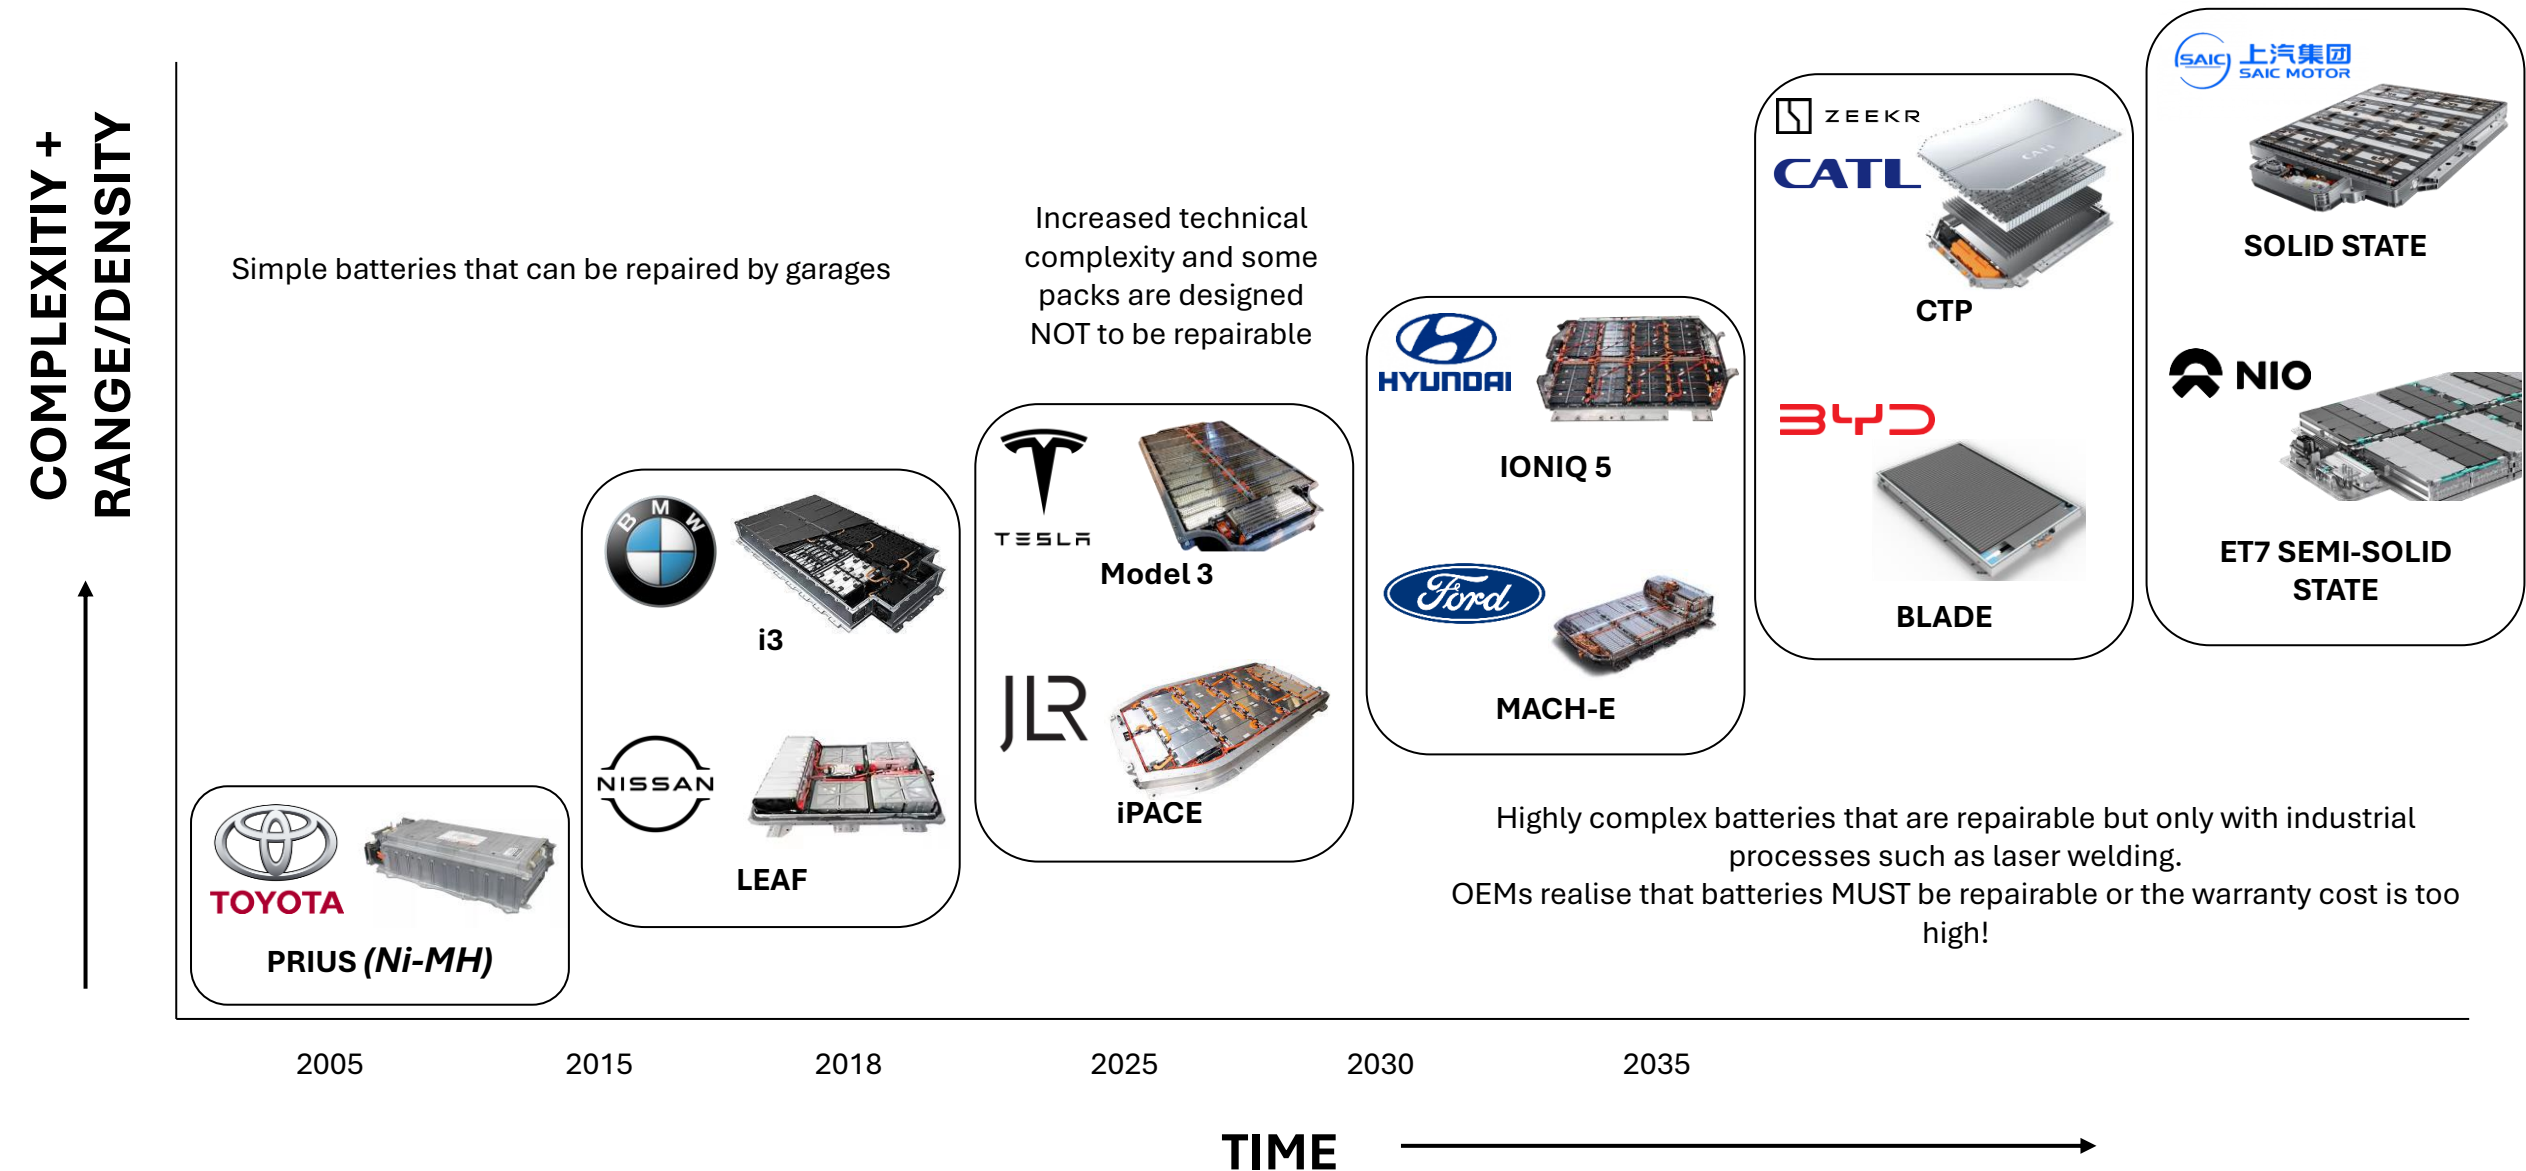 COMPLEXITIY +
RANGE/DENSITY
Simple batteries that can be repaired by garages
Increased technical
complexity and some
packs are designed
NOT to be repairable
TOYOTA
PRIUS (Ni-MH)
BMW
i3
NISSAN
LEAF
TESLA
Model 3
JLR
iPACE
HYUNDAI
IONIQ 5
Ford
MACH-E
ZEEKR
CATL
CATL
CTP
BYD
BLADE
SAIC 上汽集团
SAIC MOTOR
SOLID STATE
NIO
ET7 SEMI-SOLID
STATE
Highly complex batteries that are repairable but only with industrial
processes such as laser welding.
OEMs realise that batteries MUST be repairable or the warranty cost is too
high!
2005 2015 2018 2025 2030 2035
TIME